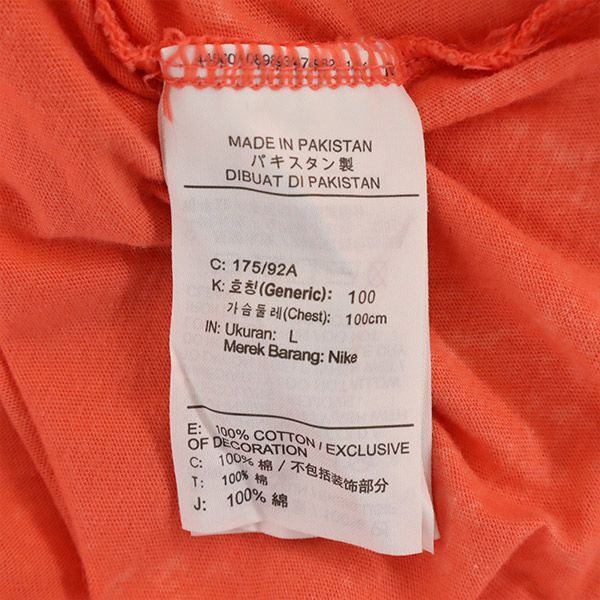 MADE IN PAKISTAN
パキスタン製
DIBUAT DI PAKISTAN
C: 175/92A
K: 호칭(Generic): 100
가슴둘레(Chest): 100cm
IN: Ukuran: L
Merek Barang: Nike
E: 100% COTTON / EXCLUSIVE
OF DECORATION
C: 100% 棉 / 不包括装饰部分
T: 100% 棉
J: 100% 綿